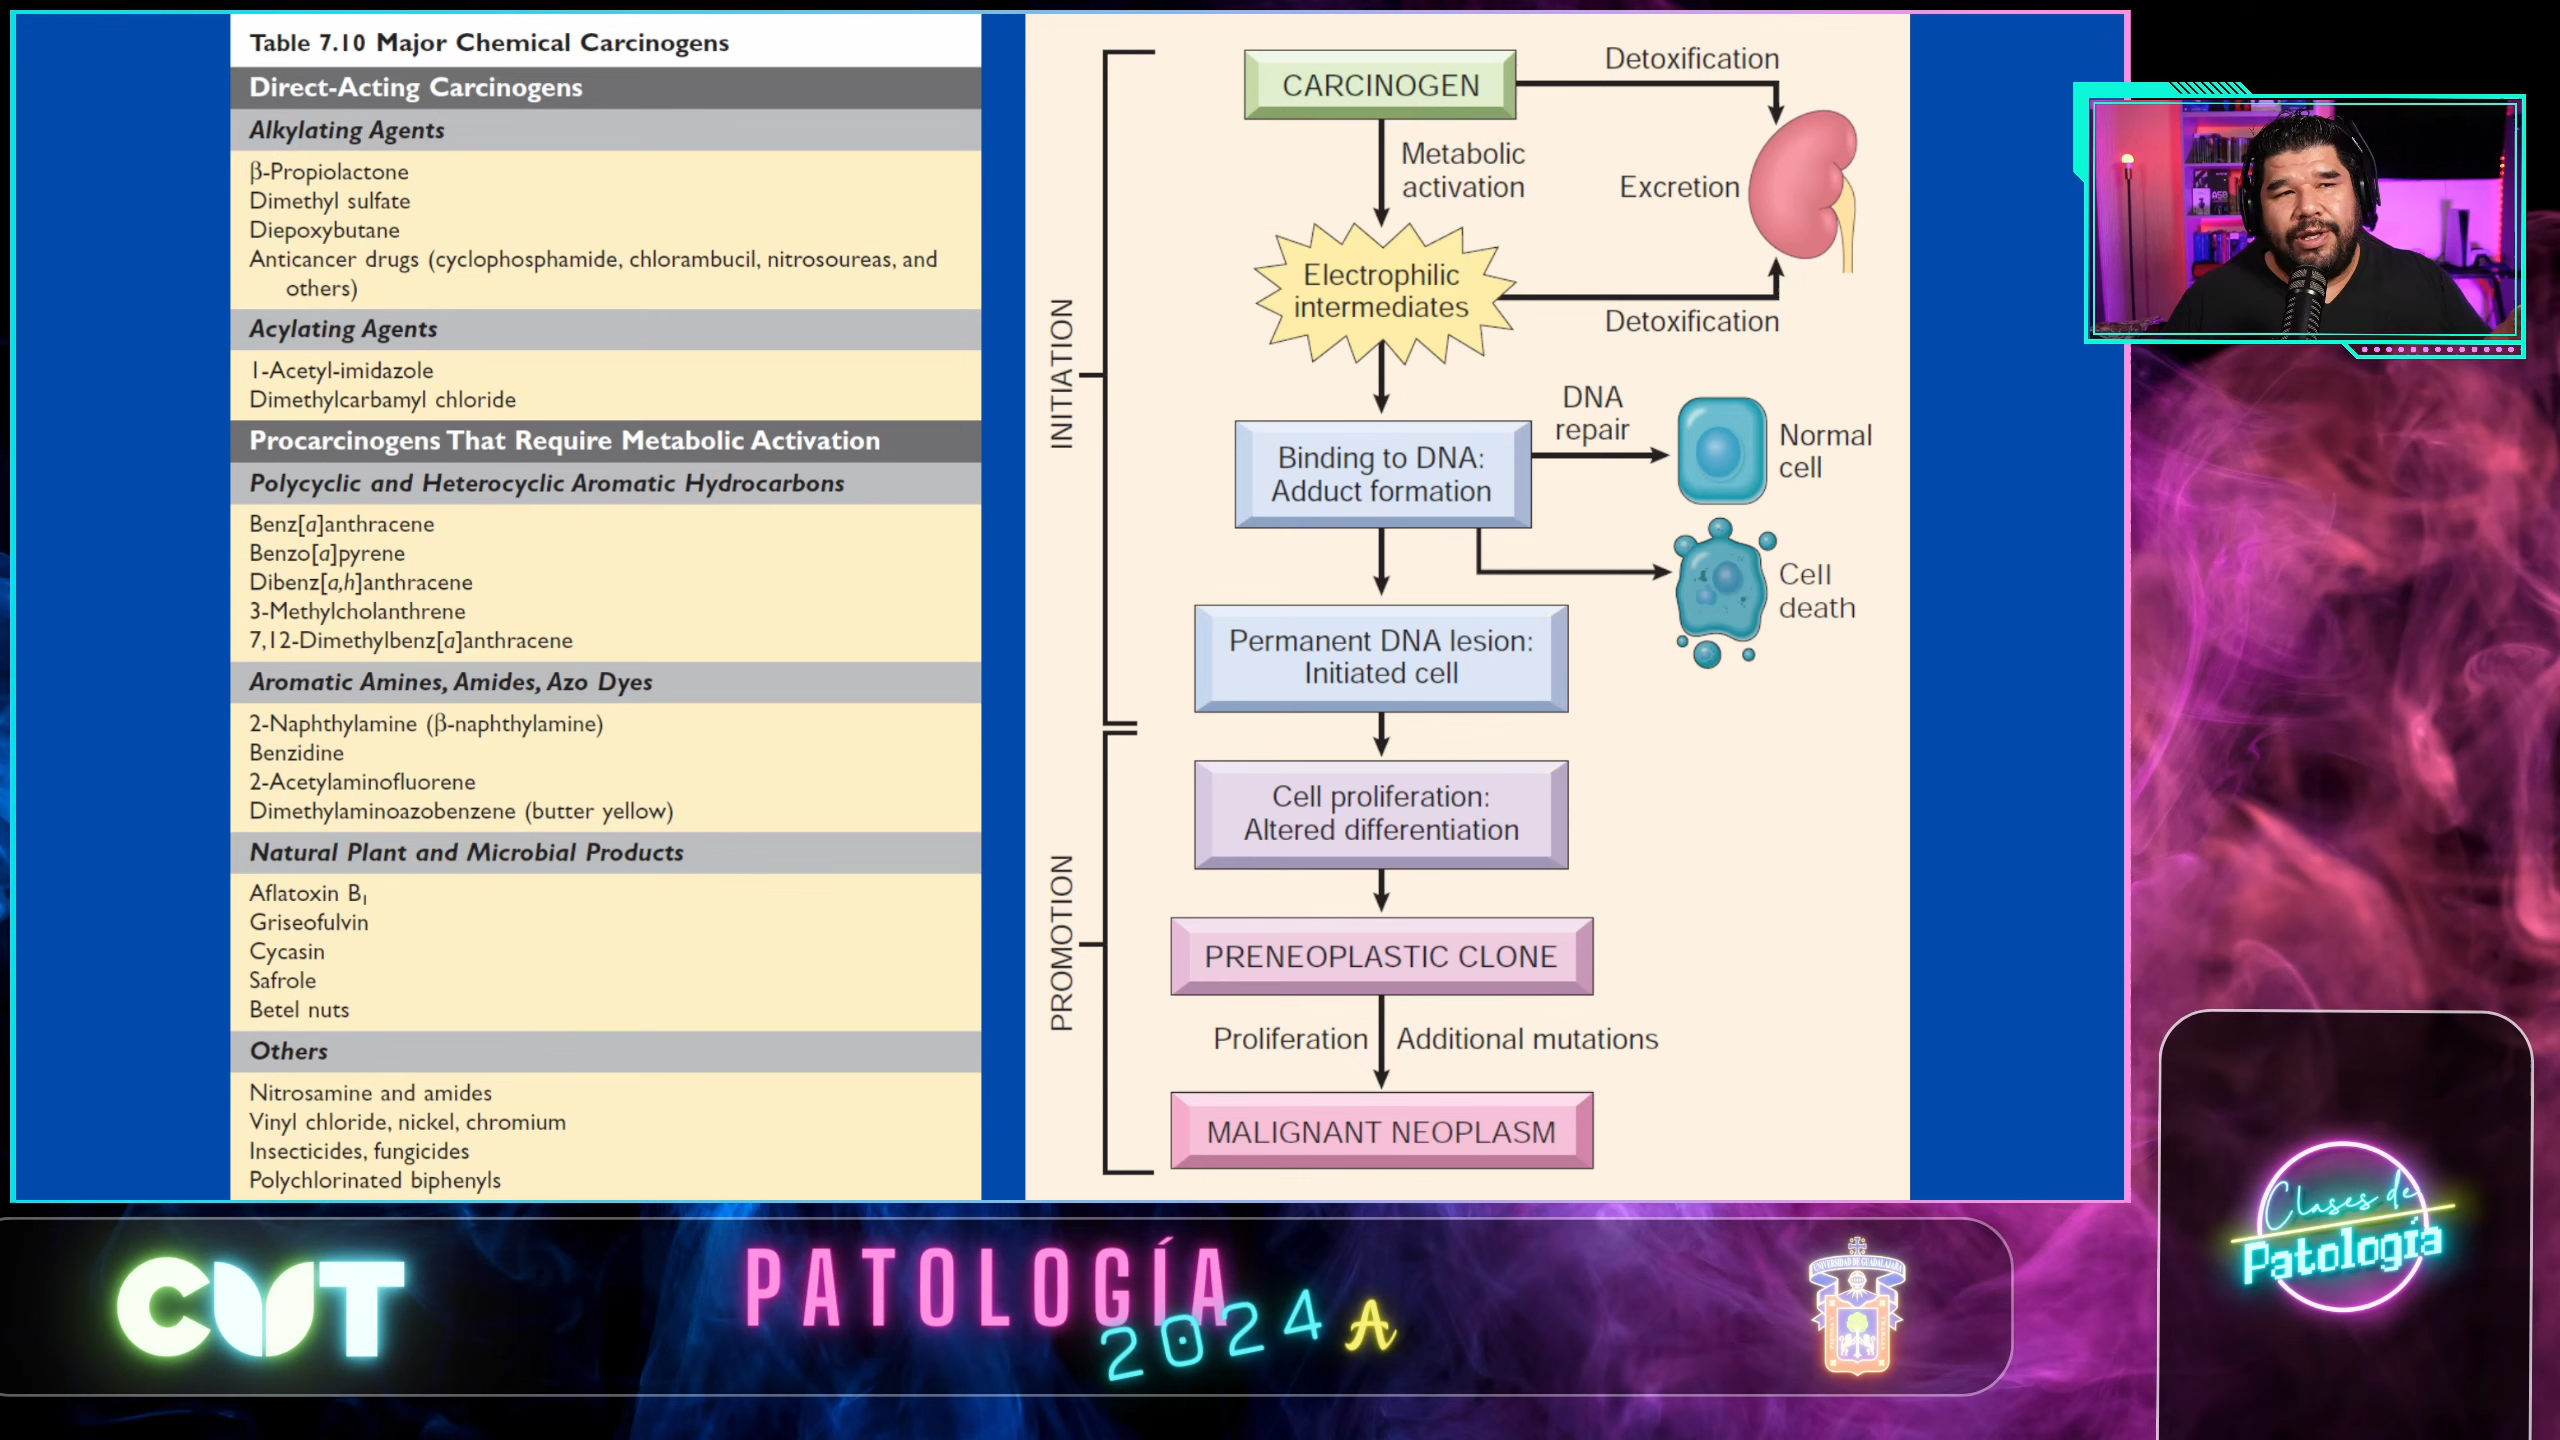 Table 7.10 Major Chemical Carcinogens
Direct-Acting Carcinogens
Alkylating Agents
β-Propiolactone
Dimethyl sulfate
Diepoxybutane
Anticancer drugs (cyclophosphamide, chlorambucil, nitrosoureas, and
others)
Acylating Agents
1-Acetyl-imidazole
Dimethylcarbamyl chloride
Procarcinogens That Require Metabolic Activation
Polycyclic and Heterocyclic Aromatic Hydrocarbons
Benz[a]anthracene
Benzo[a]pyrene
Dibenz[a,h]anthracene
3-Methylcholanthrene
7,12-Dimethylbenz[a]anthracene
Aromatic Amines, Amides, Azo Dyes
2-Naphthylamine (β-naphthylamine)
Benzidine
2-Acetylaminofluorene
Dimethylaminoazobenzene (butter yellow)
Natural Plant and Microbial Products
Aflatoxin B₁
Griseofulvin
Cycasin
Safrole
Betel nuts
Others
Nitrosamine and amides
Vinyl chloride, nickel, chromium
Insecticides, fungicides
Polychlorinated biphenyls
INITIATION
CARCINOGEN
Detoxification
Metabolic
activation
Excretion
Electrophilic
intermediates
Detoxification
DNA
repair
Normal
cell
Binding to DNA:
Adduct formation
Cell
death
Permanent DNA lesion:
Initiated cell
PROMOTION
Cell proliferation:
Altered differentiation
PRENEOPLASTIC CLONE
Proliferation
Additional mutations
MALIGNANT NEOPLASM
CUT
PATOLOGÍA
2024 A
UNIVERSIDAD DE GUADALAJARA
Clases de
Patología